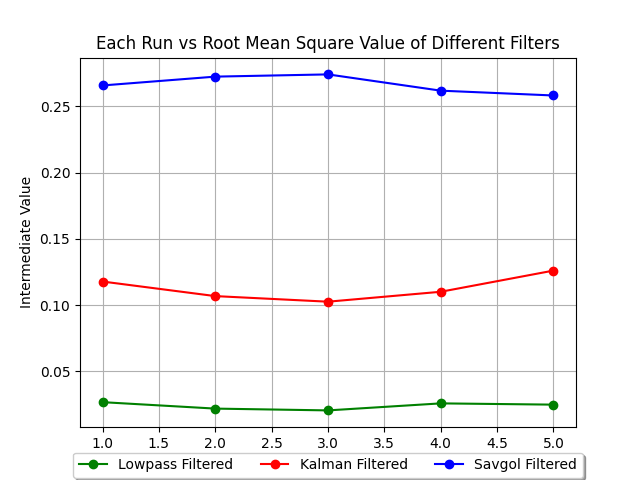 Each Run vs Root Mean Square Value of Different Filters
Intermediate Value
0.25
0.20
0.15
0.10
0.05
1.0 1.5 2.0 2.5 3.0 3.5 4.0 4.5 5.0
Lowpass Filtered Kalman Filtered Savgol Filtered